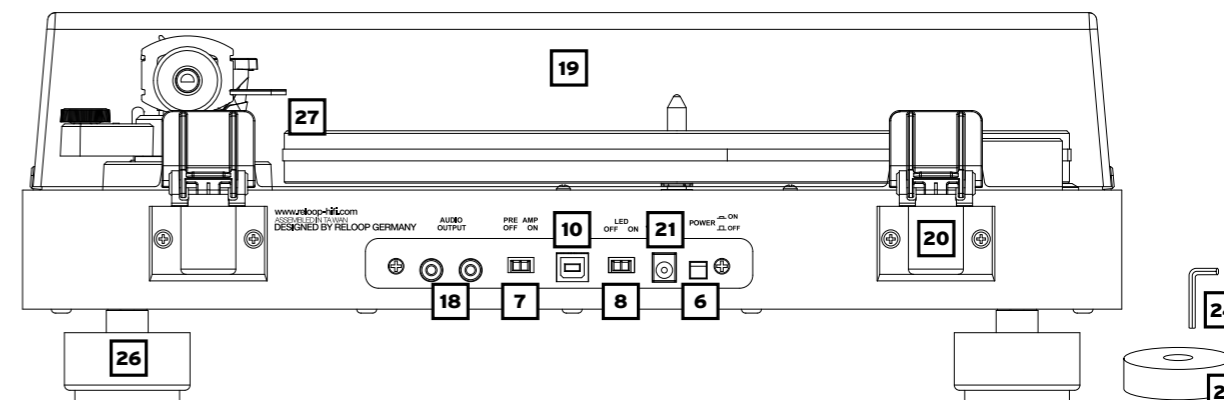 19
27
www.reloop-hifi.com
ASSEMBLED IN TAIWAN
DESIGNED BY RELOOP GERMANY
AUDIO
OUTPUT
PRE AMP
OFF ON
10
LED
OFF ON
21
POWER
ON
OFF
20
18
7
8
6
26